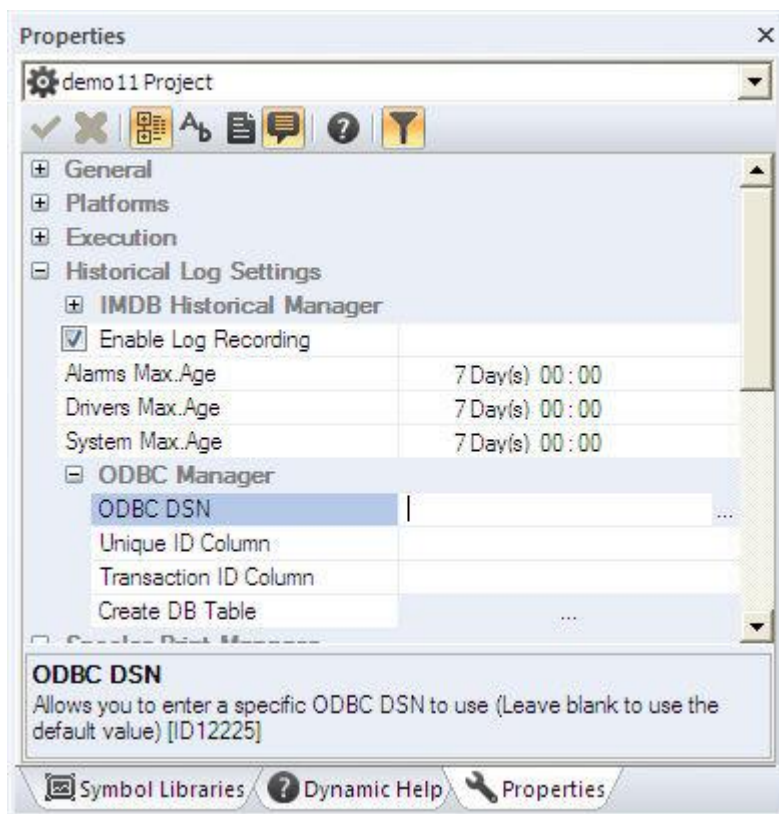 Properties
demo11 Project
General
Platforms
Execution
Historical Log Settings
IMDB Historical Manager
Enable Log Recording
Alarms Max.Age 7 Day(s) 00:00
Drivers Max.Age 7 Day(s) 00:00
System Max.Age 7 Day(s) 00:00
ODBC Manager
ODBC DSN ...
Unique ID Column
Transaction ID Column
Create DB Table ...
ODBC DSN
Allows you to enter a specific ODBC DSN to use (Leave blank to use the
default value) [ID12225]
Symbol Libraries Dynamic Help Properties